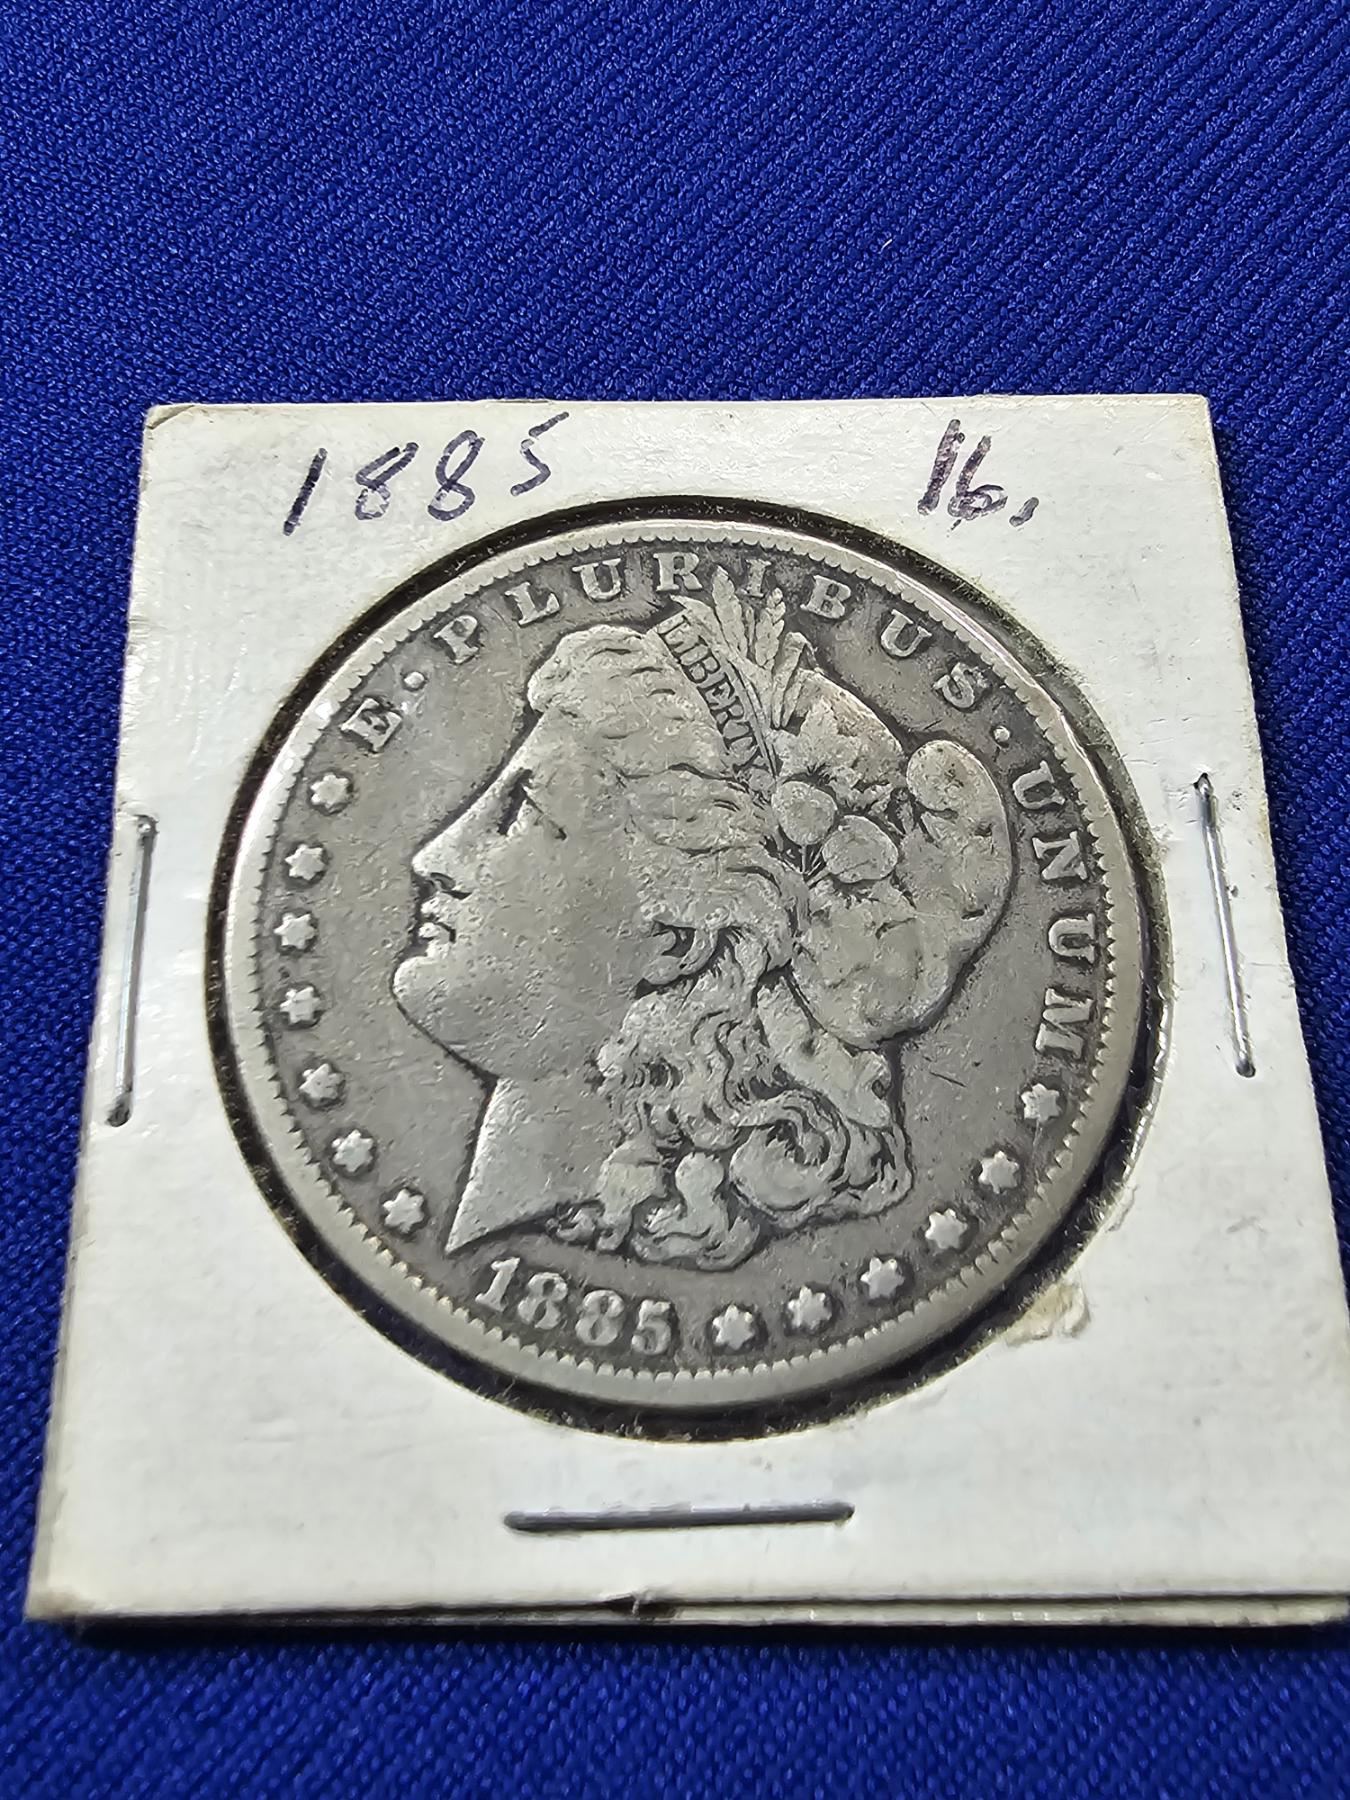 1885 16.
E · PLURIBUS · UNUM
LIBERTY
1885